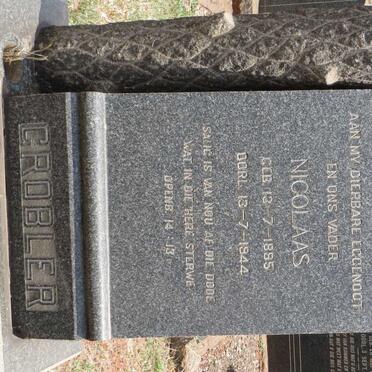 AAN MY DIERBARE EGGENOOT
EN ONS VADER
NICOLAAS
GEB. 13-7-1885
OORL. 13-7-1944
SALIG IS VAN NOU AF DIE DODE
WAT IN DIE HERE STERWE
OPENB. 14 : 13
GROBLER